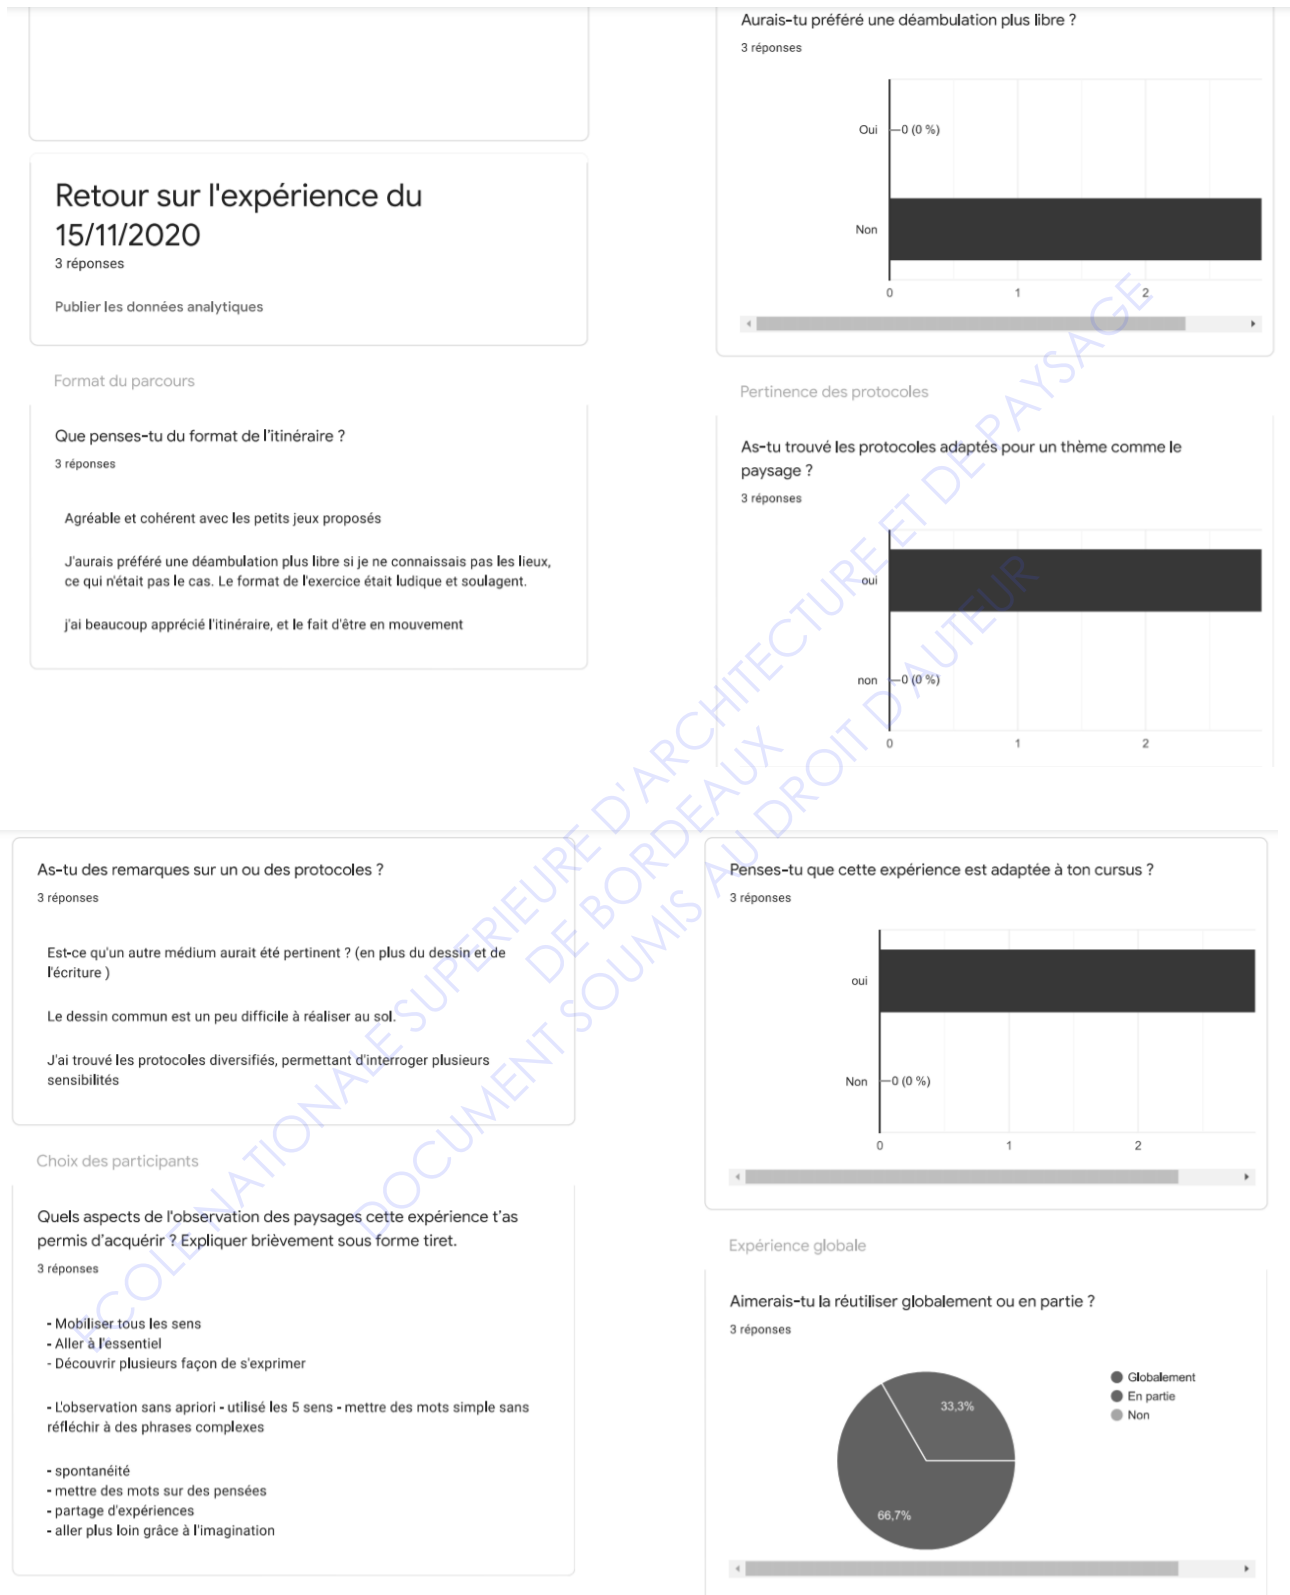 Retour sur l'expérience du
15/11/2020
3 réponses
Publier les données analytiques
Format du parcours
Que penses-tu du format de l'itinéraire ?
3 réponses
Agréable et cohérent avec les petits jeux proposés
J'aurais préféré une déambulation plus libre si je ne connaissais pas les lieux,
ce qui n'était pas le cas. Le format de l'exercice était ludique et soulagent.
j'ai beaucoup apprécié l'itinéraire, et le fait d'être en mouvement
Aurais-tu préféré une déambulation plus libre ?
3 réponses
Oui
0 (0 %)
Non
0 1 2
Pertinence des protocoles
As-tu trouvé les protocoles adaptés pour un thème comme le
paysage ?
3 réponses
oui
non
0 (0 %)
0 1 2
As-tu des remarques sur un ou des protocoles ?
3 réponses
Est-ce qu'un autre médium aurait été pertinent ? (en plus du dessin et de
l'écriture )
Le dessin commun est un peu difficile à réaliser au sol.
J'ai trouvé les protocoles diversifiés, permettant d'interroger plusieurs
sensibilités
Choix des participants
Quels aspects de l'observation des paysages cette expérience t'as
permis d'acquérir ? Expliquer brièvement sous forme tiret.
3 réponses
- Mobiliser tous les sens
- Aller à l'essentiel
- Découvrir plusieurs façon de s'exprimer
- L'observation sans apriori - utilisé les 5 sens - mettre des mots simple sans
réfléchir à des phrases complexes
- spontanéité
- mettre des mots sur des pensées
- partage d'expériences
- aller plus loin grâce à l'imagination
Penses-tu que cette expérience est adaptée à ton cursus ?
3 réponses
oui
Non
0 (0 %)
0 1 2
Expérience globale
Aimerais-tu la réutiliser globalement ou en partie ?
3 réponses
33,3%
66,7%
Globalement
En partie
Non
ECOLE NATIONALE SUPERIEURE D'ARCHITECTURE ET DE PAYSAGE
DE BORDEAUX
DOCUMENT SOUMIS AU DROIT D'AUTEUR